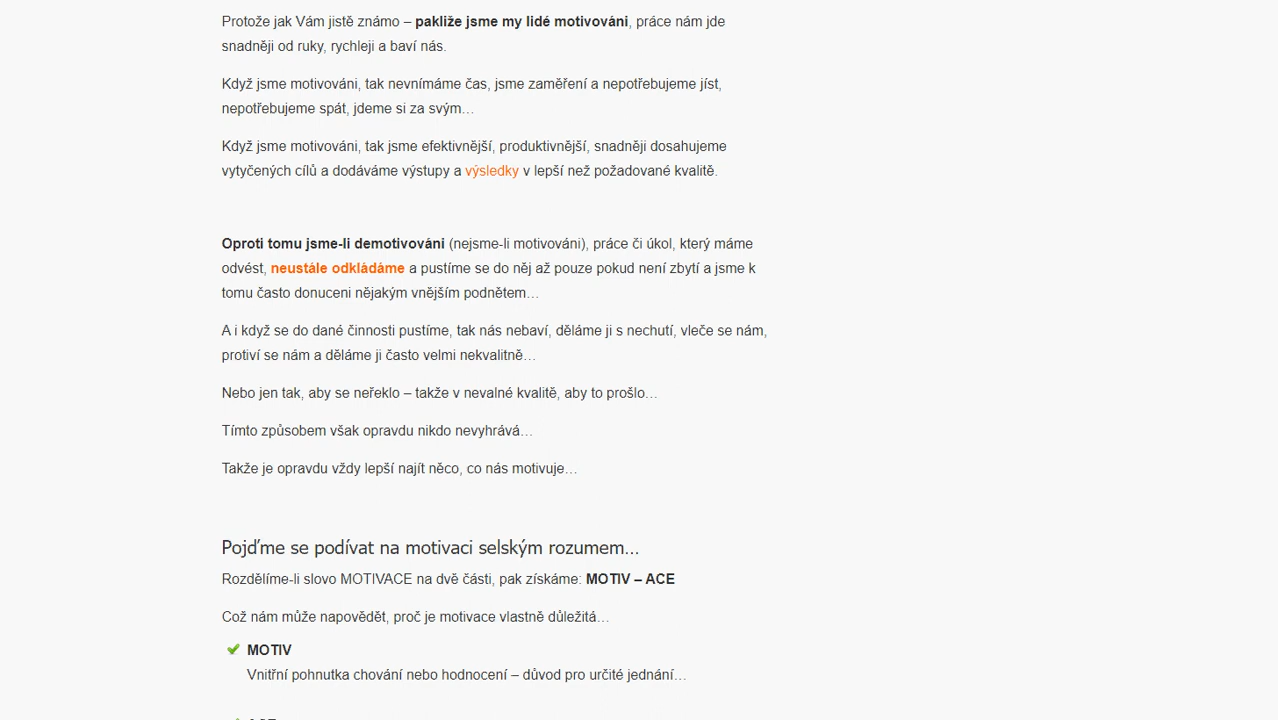 Protože jak Vám jistě známo – pakliže jsme my lidé motivováni, práce nám jde
snadněji od ruky, rychleji a baví nás.
Když jsme motivováni, tak nevnímáme čas, jsme zaměření a nepotřebujeme jíst,
nepotřebujeme spát, jdeme si za svým…
Když jsme motivováni, tak jsme efektivnější, produktivnější, snadněji dosahujeme
vytyčených cílů a dodáváme výstupy a výsledky v lepší než požadované kvalitě.
Oproti tomu jsme-li demotivováni (nejsme-li motivováni), práce či úkol, který máme
odvést, neustále odkládáme a pustíme se do něj až pouze pokud není zbytí a jsme k
tomu často donuceni nějakým vnějším podnětem…
A i když se do dané činnosti pustíme, tak nás nebaví, děláme ji s nechutí, vleče se nám,
protiví se nám a děláme ji často velmi nekvalitně…
Nebo jen tak, aby se neřeklo – takže v nevalné kvalitě, aby to prošlo…
Tímto způsobem však opravdu nikdo nevyhrává…
Takže je opravdu vždy lepší najít něco, co nás motivuje…
Pojďme se podívat na motivaci selským rozumem…
Rozdělíme-li slovo MOTIVACE na dvě části, pak získáme: MOTIV – ACE
Což nám může napovědět, proč je motivace vlastně důležitá…
MOTIV
Vnitřní pohnutka chování nebo hodnocení – důvod pro určité jednání…